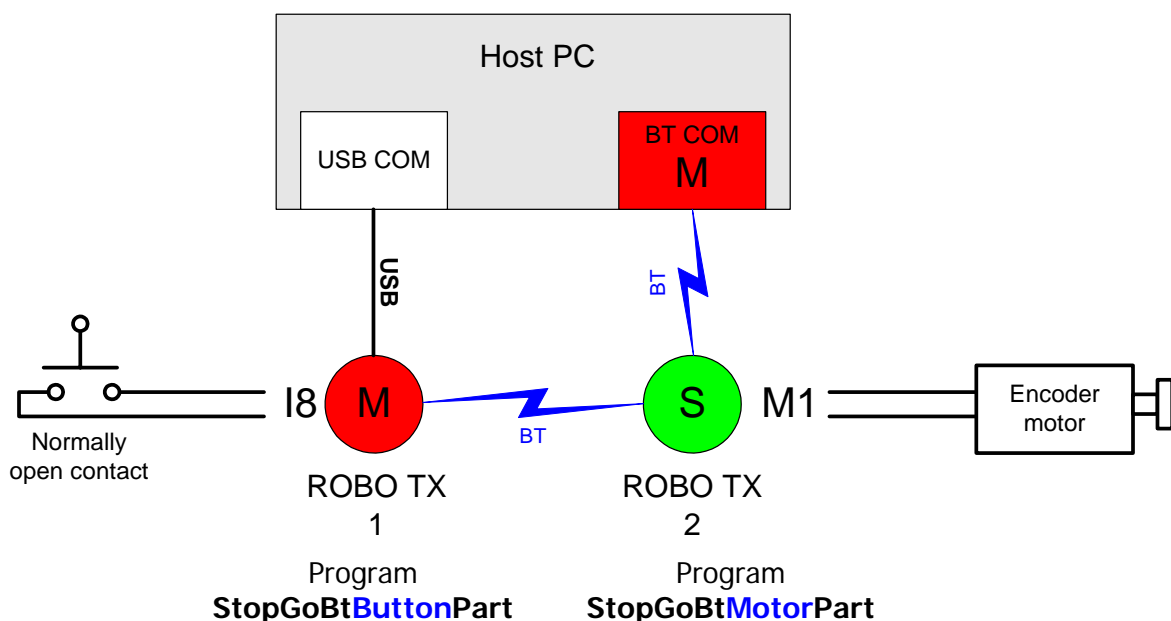 Host PC
USB COM
BT COM
M
USB
BT
Normally
open contact
I8
M
BT
S
M1
Encoder
motor
ROBO TX
1
ROBO TX
2
Program
StopGoBtButtonPart
Program
StopGoBtMotorPart